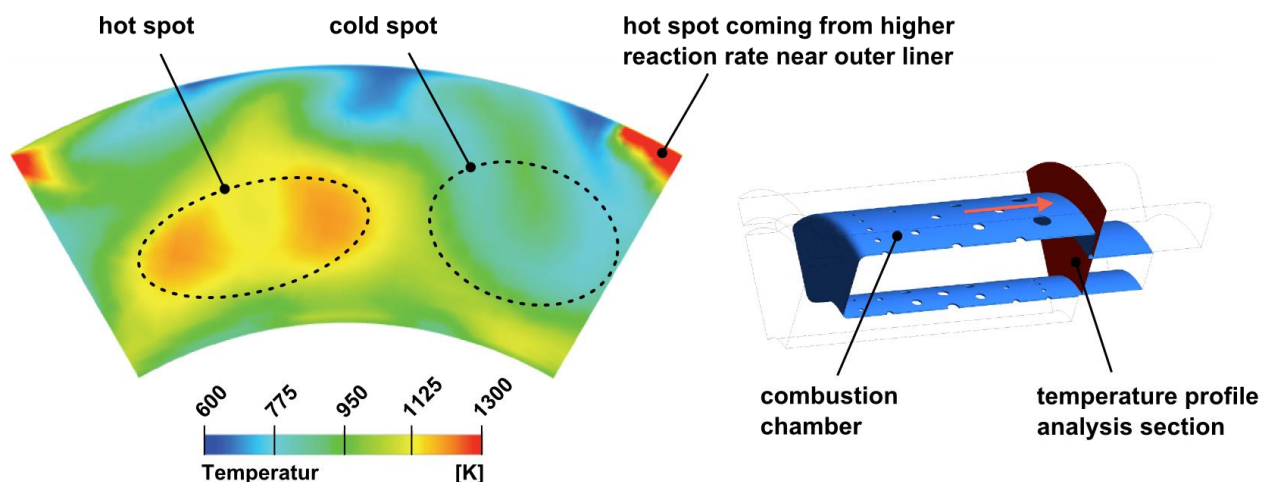 hot spot
cold spot
hot spot coming from higher
reaction rate near outer liner
600
775
950
1125
1300
Temperatur
[K]
combustion
chamber
temperature profile
analysis section